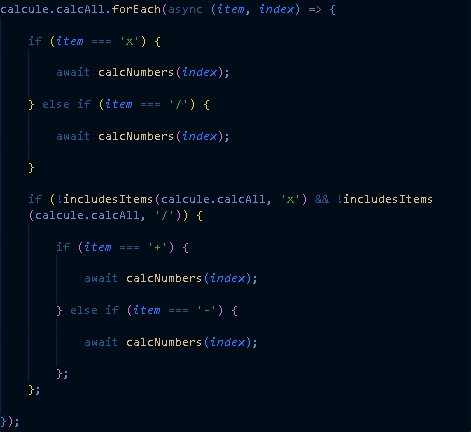 calcule.calcAll.forEach(async (item, index) => {
if (item === 'x') {
await calcNumbers(index);
} else if (item === '/') {
await calcNumbers(index);
}
if (!includesItems(calcule.calcAll, 'x') && !includesItems
(calcule.calcAll, '/')) {
if (item === '+') {
await calcNumbers(index);
} else if (item === '-') {
await calcNumbers(index);
};
};
});